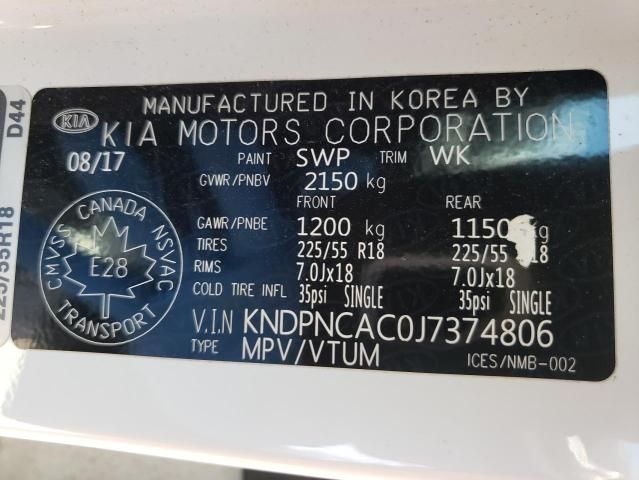 D44
225/55R18
MANUFACTURED IN KOREA BY
KIA KIA MOTORS CORPORATION
08/17 PAINT SWP TRIM WK
GVWR/PNBV 2150 kg
FRONT REAR
GAWR/PNBE 1200 kg 1150 kg
TIRES 225/55 R18 225/55 18
RIMS 7.0Jx18 7.0Jx18
COLD TIRE INFL 35psi SINGLE 35psi SINGLE
V.I.N KNDPNCAC0J7374806
TYPE MPV/VTUM
ICES/NMB-002
CANADA
CMVSS NSVAC
E28
TRANSPORT